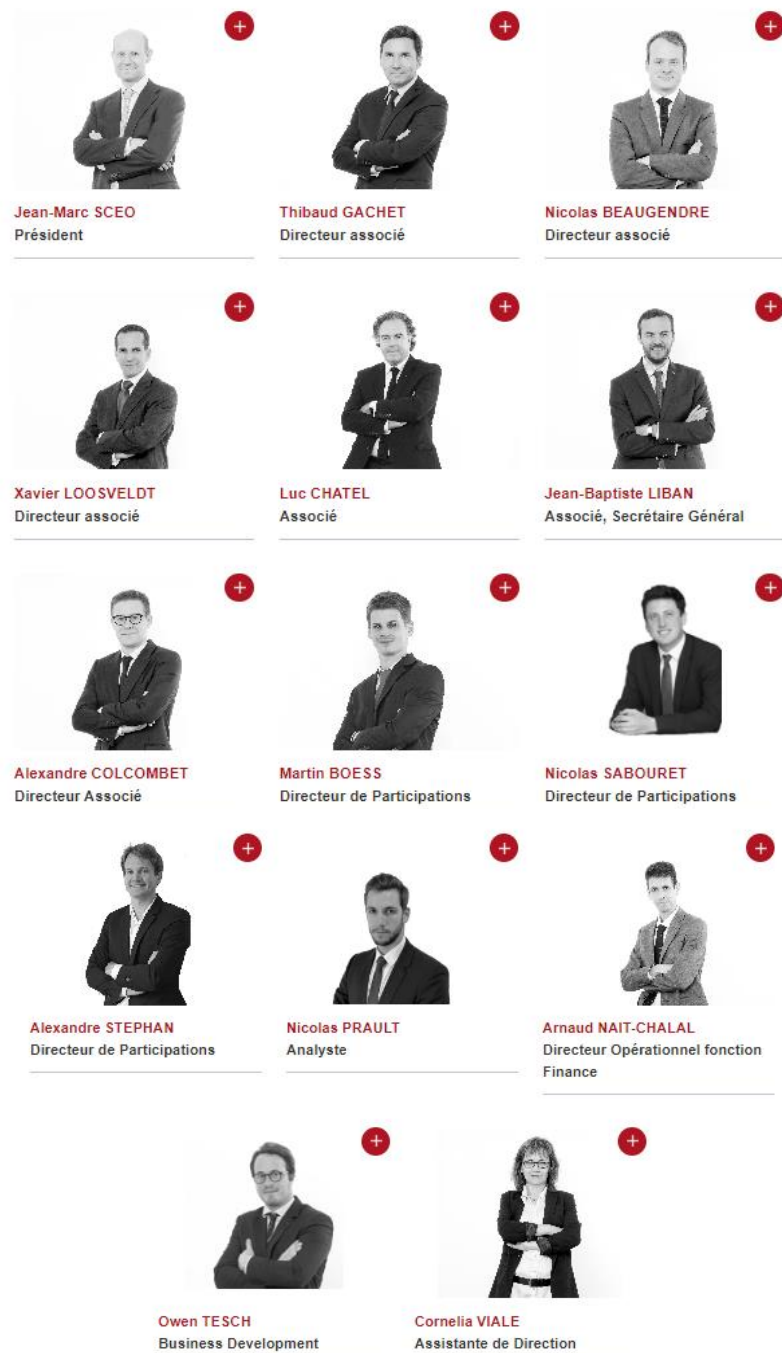 Jean-Marc SCEO
Président
Thibaud GACHET
Directeur associé
Nicolas BEAUGENDRE
Directeur associé
Xavier LOOSVELDT
Directeur associé
Luc CHATEL
Associé
Jean-Baptiste LIBAN
Associé, Secrétaire Général
Alexandre COLCOMBET
Directeur Associé
Martin BOESS
Directeur de Participations
Nicolas SABOURET
Directeur de Participations
Alexandre STEPHAN
Directeur de Participations
Nicolas PRAULT
Analyste
Arnaud NAIT-CHALAL
Directeur Opérationnel fonction
Finance
Owen TESCH
Business Development
Cornelia VIALE
Assistante de Direction